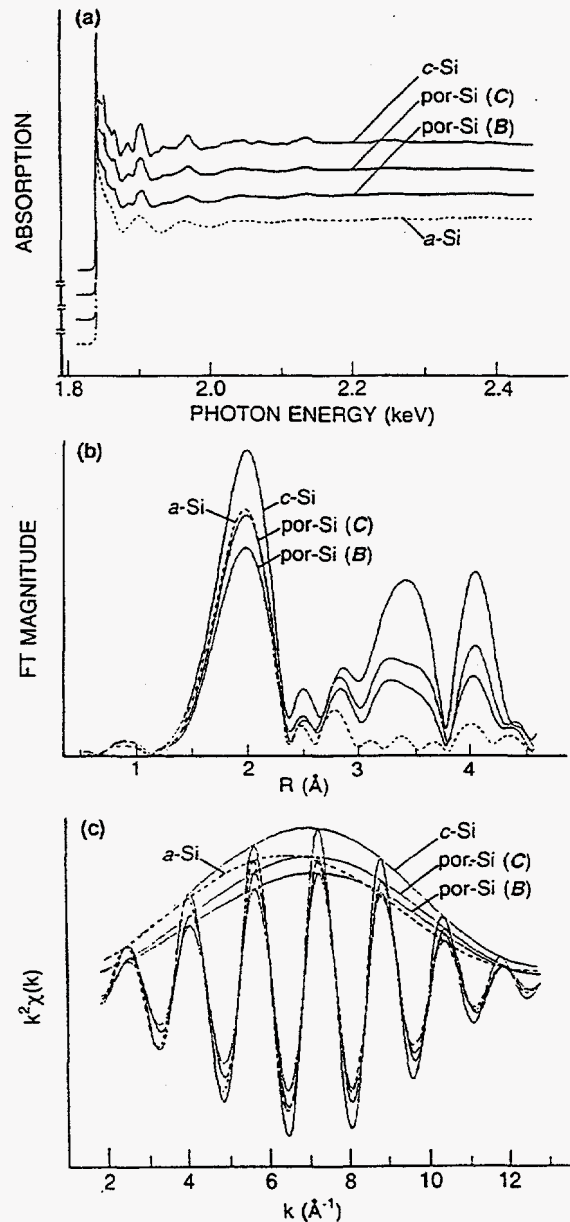 (a)
c-Si
por-Si (C)
por-Si (B)
a-Si
ABSORPTION
1.8 2.0 2.2 2.4
PHOTON ENERGY (keV)
(b)
a-Si
c-Si
por-Si (C)
por-Si (B)
FT MAGNITUDE
1 2 3 4
R (Å)
(c)
a-Si
c-Si
por-Si (C)
por-Si (B)
k²χ(k)
2 4 6 8 10 12
k (Å⁻¹)